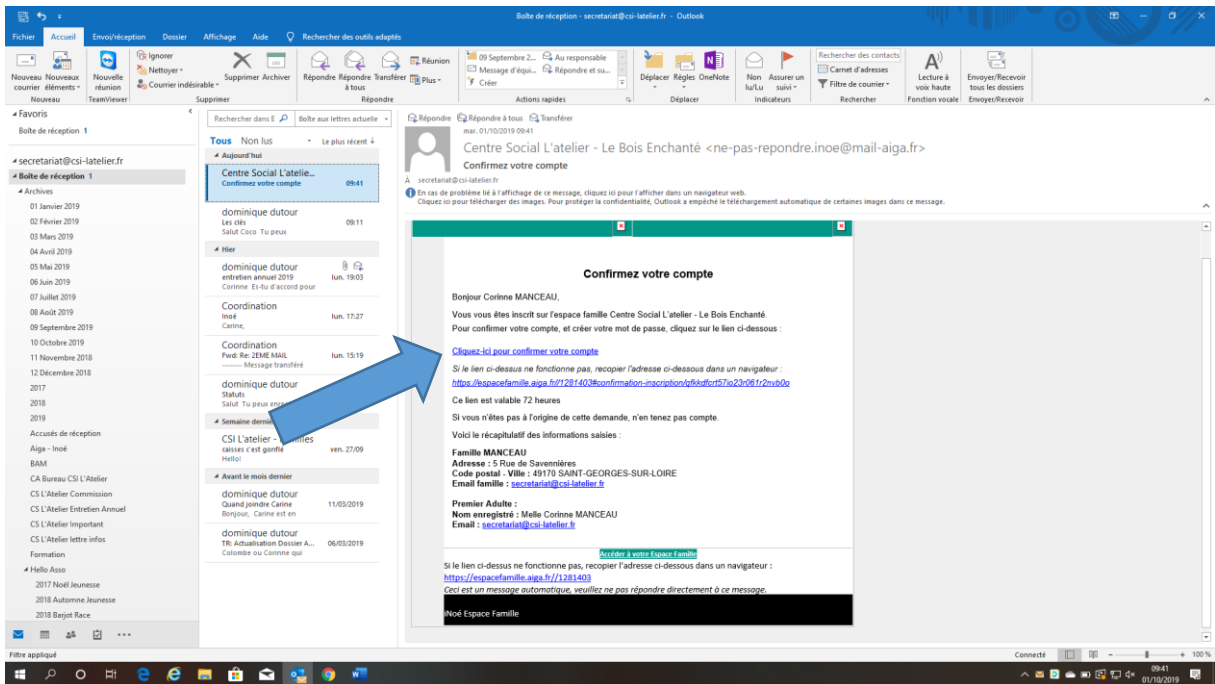 Boîte de réception - secretariat@csi-latelier.fr - Outlook
Fichier Accueil Envoi/réception Dossier Affichage Aide Rechercher des outils adaptés
Nouveau courrier
Nouveaux éléments
Nouveau
Nouvelle réunion
TeamViewer
Ignorer
Nettoyer
Courrier indésirable
Supprimer Archiver
Supprimer
Répondre Répondre à tous Transférer
Réunion
Plus
Répondre
09 Septembre 2... Au responsable
Message d'équi... Répondre et su...
Créer
Actions rapides
Déplacer Règles OneNote
Déplacer
Non lu/Lu Assurer un suivi
Indicateurs
Rechercher des contacts
Carnet d'adresses
Filtre de courrier
Rechercher
Lecture à voix haute
Fonction vocale
Envoyer/Recevoir tous les dossiers
Envoyer/Recevoir
Favoris
Boîte de réception 1
secretariat@csi-latelier.fr
Boîte de réception 1
Archives
01 Janvier 2019
02 Février 2019
03 Mars 2019
04 Avril 2019
05 Mai 2019
06 Juin 2019
07 Juillet 2019
08 Août 2019
09 Septembre 2019
10 Octobre 2019
11 Novembre 2018
12 Décembre 2018
2017
2018
2019
Accusés de réception
Aiga - Inoé
BAM
CA Bureau CSI L'Atelier
CS L'Atelier Commission
CS L'Atelier Entretien Annuel
CS L'Atelier Important
CS L'Atelier lettre infos
Formation
Hello Asso
2017 Noël Jeunesse
2018 Automne Jeunesse
2018 Barjot Race
Rechercher dans B Boîte aux lettres actuelle
Tous Non lus Le plus récent
Aujourd'hui
Centre Social L'atelie...
Confirmez votre compte 09:41
dominique dutour
Les clés 09:11
Salut Coco Tu peux
Hier
dominique dutour
entretien annuel 2019 lun. 19:03
Corinne Es-tu d'accord pour
Coordination
Inoé lun. 17:27
Carine,
Coordination
Fwd: Re: 2EME MAIL lun. 15:19
-------- Message transféré
dominique dutour
Statuts
Salut Tu peux
Semaine dernière
CSI L'atelier -
caisses c'est gonflé ven. 27/09
Hello!
Avant le mois dernier
dominique dutour
Quand joindre Carine 11/03/2019
Bonjour, Carine est en
dominique dutour
TR: Actualisation Dossier A... 06/03/2019
Colombe ou Corinne qui
Répondre Répondre à tous Transférer
mar. 01/10/2019 09:41
Centre Social L'atelier - Le Bois Enchanté <ne-pas-repondre.inoe@mail-aiga.fr>
Confirmez votre compte
À secretariat@csi-latelier.fr
En cas de problème lié à l'affichage de ce message, cliquez ici pour l'afficher dans un navigateur web.
Cliquez ici pour télécharger des images. Pour protéger la confidentialité, Outlook a empêché le téléchargement automatique de certaines images dans ce message.
Confirmez votre compte
Bonjour Corinne MANCEAU,
Vous vous êtes inscrit sur l'espace famille Centre Social L'atelier - Le Bois Enchanté.
Pour confirmer votre compte, et créer votre mot de passe, cliquez sur le lien ci-dessous :
Cliquez-ici pour confirmer votre compte
Si le lien ci-dessus ne fonctionne pas, recopier l'adresse ci-dessous dans un navigateur :
https://espacefamille.aiga.fr//1281403#confirmation-inscription/qfkkdfcrt57io23r061r2nvb0o
Ce lien est valable 72 heures
Si vous n'êtes pas à l'origine de cette demande, n'en tenez pas compte.
Voici le récapitulatif des informations saisies :
Famille MANCEAU
Adresse : 5 Rue de Savennières
Code postal - Ville : 49170 SAINT-GEORGES-SUR-LOIRE
Email famille : secretariat@csi-latelier.fr
Premier Adulte :
Nom enregistré : Melle Corinne MANCEAU
Email : secretariat@csi-latelier.fr
Accéder à votre Espace Famille
Si le lien ci-dessus ne fonctionne pas, recopier l'adresse ci-dessous dans un navigateur :
https://espacefamille.aiga.fr//1281403
Ceci est un message automatique, veuillez ne pas répondre directement à ce message.
iNoé Espace Famille
Filtre appliqué
Connecté
100 %
09:41
01/10/2019